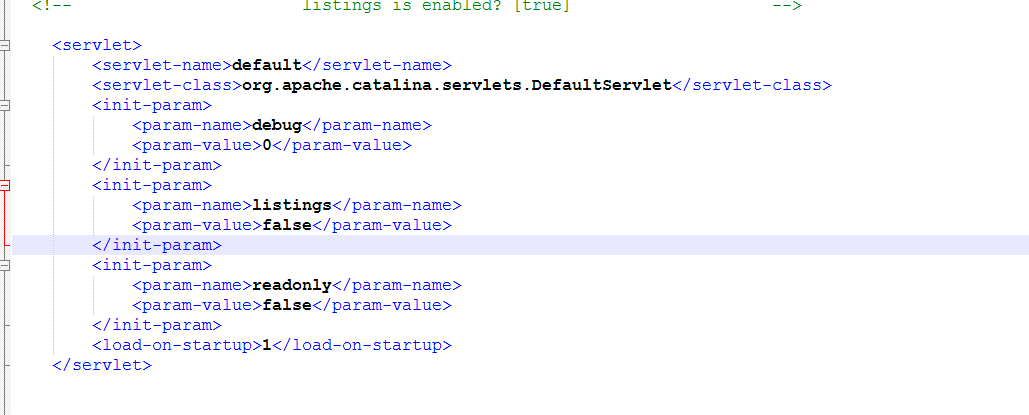 <!-- listings is enabled? [true] -->
<servlet>
<servlet-name>default</servlet-name>
<servlet-class>org.apache.catalina.servlets.DefaultServlet</servlet-class>
<init-param>
<param-name>debug</param-name>
<param-value>0</param-value>
</init-param>
<init-param>
<param-name>listings</param-name>
<param-value>false</param-value>
</init-param>
<init-param>
<param-name>readonly</param-name>
<param-value>false</param-value>
</init-param>
<load-on-startup>1</load-on-startup>
</servlet>